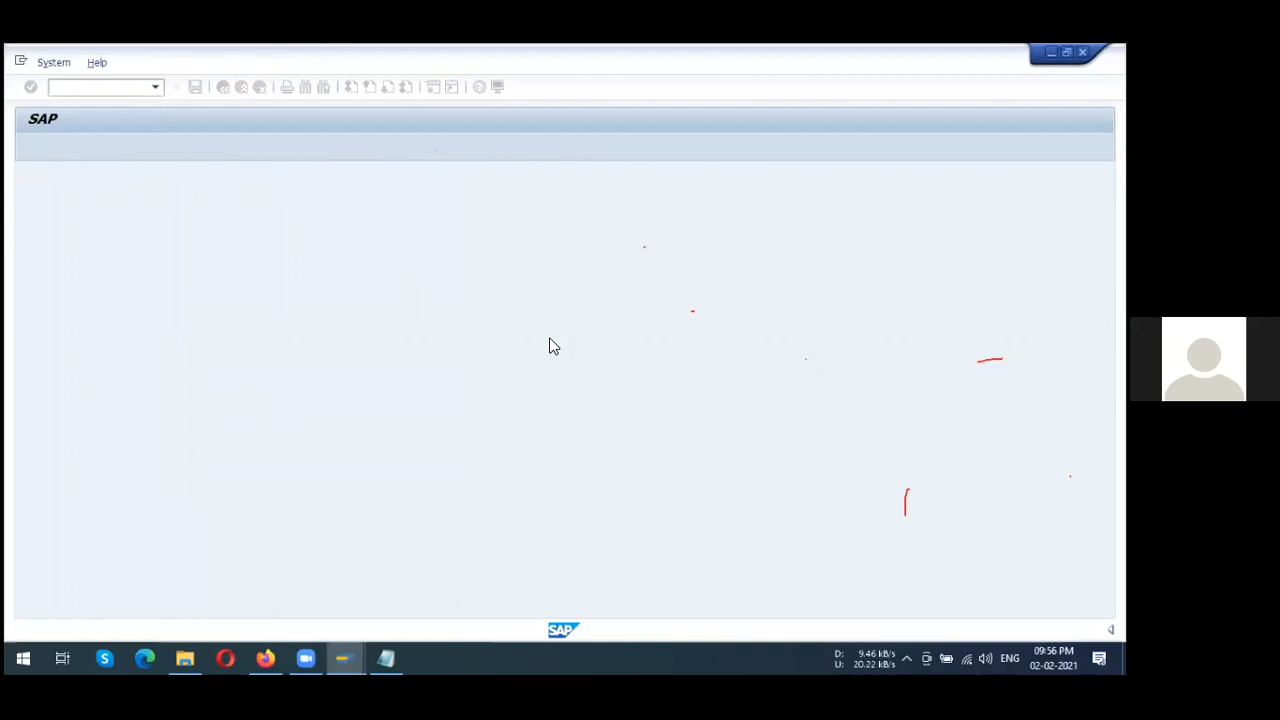 System Help
SAP
SAP
D: 9.46 kB/s
U: 20.22 kB/s
ENG
09:56 PM
02-02-2021